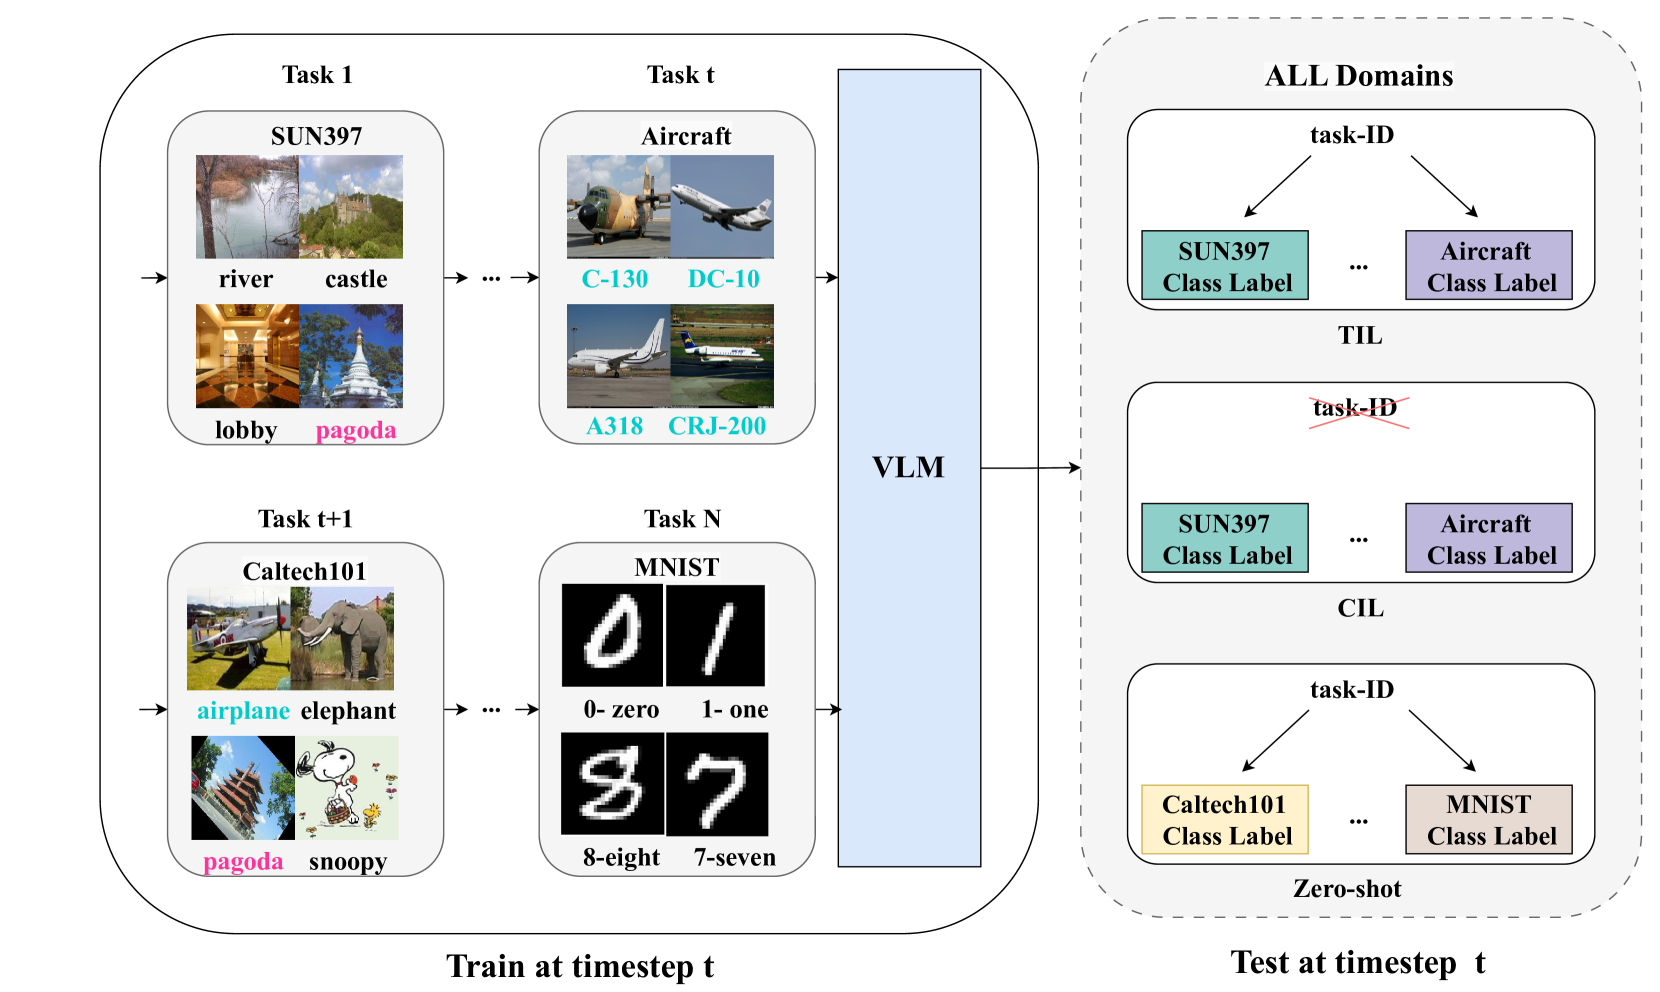 Task 1
Task t
SUN397
Aircraft
river
castle
C-130
DC-10
...
lobby
pagoda
A318
CRJ-200
Task t+1
Task N
Caltech101
MNIST
airplane
elephant
0- zero
1- one
...
pagoda
snoopy
8-eight
7-seven
VLM
Train at timestep t
ALL Domains
task-ID
SUN397
Class Label
...
Aircraft
Class Label
TIL
task-ID
SUN397
Class Label
...
Aircraft
Class Label
CIL
task-ID
Caltech101
Class Label
...
MNIST
Class Label
Zero-shot
Test at timestep t